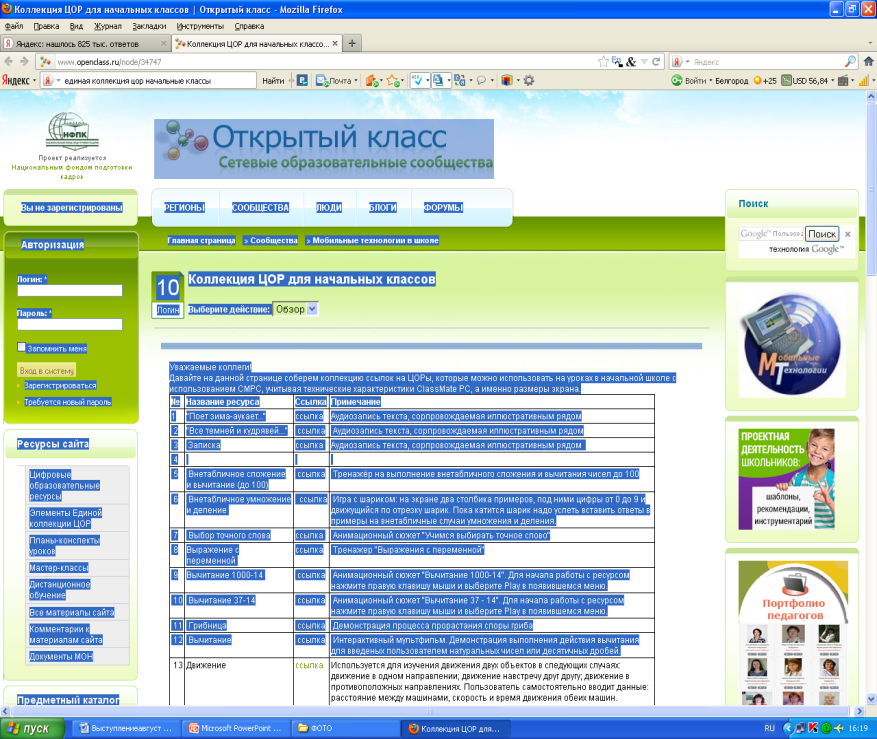 Коллекция ЦОР для начальных классов | Открытый класс - Mozilla Firefox
Файл Правка Вид Журнал Закладки Инструменты Справка
Яндекс: нашлось 825 тыс. ответов
Коллекция ЦОР для начальных классо...
www.openclass.ru/node/34747
Яндекс
Яндекс
единая коллекция цор начальные классы
Найти
Почта
Войти
Белгород
+25
USD 56,84
НФПК
Проект реализуется
Национальным фондом подготовки
кадров
Открытый класс
Сетевые образовательные сообщества
Вы не зарегистрированы
РЕГИОНЫ СООБЩЕСТВА ЛЮДИ БЛОГИ ФОРУМЫ
Главная страница » Сообщества » Мобильные технологии в школе
Авторизация
Логин: *
Пароль: *
Запомнить меня
Вход в систему
Зарегистрироваться
Требуется новый пароль
Ресурсы сайта
Цифровые
образовательные
ресурсы
Элементы Единой
коллекции ЦОР
Планы-конспекты
уроков
Мастер-классы
Дистанционное
обучение
Все материалы сайта
Комментарии к
материалам сайта
Документы МОН
Предметный каталог
10
Логин
Коллекция ЦОР для начальных классов
Выберите действие: Обзор
Уважаемые коллеги!
Давайте на данной странице соберем коллекцию ссылок на ЦОРы, которые можно использовать на уроках в начальной школе с
использованием СМРС, учитывая технические характеристики ClassMate PC, а именно размеры экрана.
№ Название ресурса Ссылка Примечание
1 "Поет зима-аукает..." ссылка Аудиозапись текста, сорпровождаемая иллюстративным рядом
2 "Все темней и кудрявей..." ссылка Аудиозапись текста, сорпровождаемая иллюстративным рядом
3 Записка ссылка Аудиозапись текста, сорпровождаемая иллюстративным рядом
4
5 Внетабличное сложение ссылка Тренажёр на выполнение внетабличного сложения и вычитания чисел до 100
и вычитание (до 100)
6 Внетабличное умножение ссылка Игра с шариком: на экране два столбика примеров, под ними цифры от 0 до 9 и
и деление движущийся по отрезку шарик. Пока катится шарик надо успеть вставить ответы в
примеры на внетабличные случаи умножения и деления.
7 Выбор точного слова ссылка Анимационный сюжет "Учимся выбирать точное слово"
8 Выражение с ссылка Тренажер "Выражения с переменной"
переменной
9 Вычитание 1000-14 ссылка Анимационный сюжет "Вычитание 1000-14". Для начала работы с ресурсом
нажмите правую клавишу мыши и выберите Play в появившемся меню.
10 Вычитание 37-14 ссылка Анимационный сюжет "Вычитание 37 - 14". Для начала работы с ресурсом
нажмите правую клавишу мыши и выберите Play в появившемся меню.
11 Грибница ссылка Демонстрация процесса прорастания споры гриба
12 Вычитание ссылка Интерактивный мультфильм. Демонстрация выполнения действия вычитания
для введеных пользователем натуральных чисел или десятичных дробей.
13 Движение ссылка Используется для изучения движения двух объектов в следующих случаях:
движение в одном направлении; движение навстречу друг другу; движение в
противоположных направлениях. Пользователь самостоятельно вводит данные:
расстояние между машинами, скорость и время движения обеих машин.
Поиск
Google™ Пользова Поиск
технология Google™
Мобильные
Технологии
ПРОЕКТНАЯ
ДЕЯТЕЛЬНОСТЬ
ШКОЛЬНИКОВ:
шаблоны,
рекомендации,
инструментарий
Портфолио
педагогов
пуск
Выступлениеавгуст ...
Microsoft PowerPoint ...
ФОТО
Коллекция ЦОР для...
RU
16:19